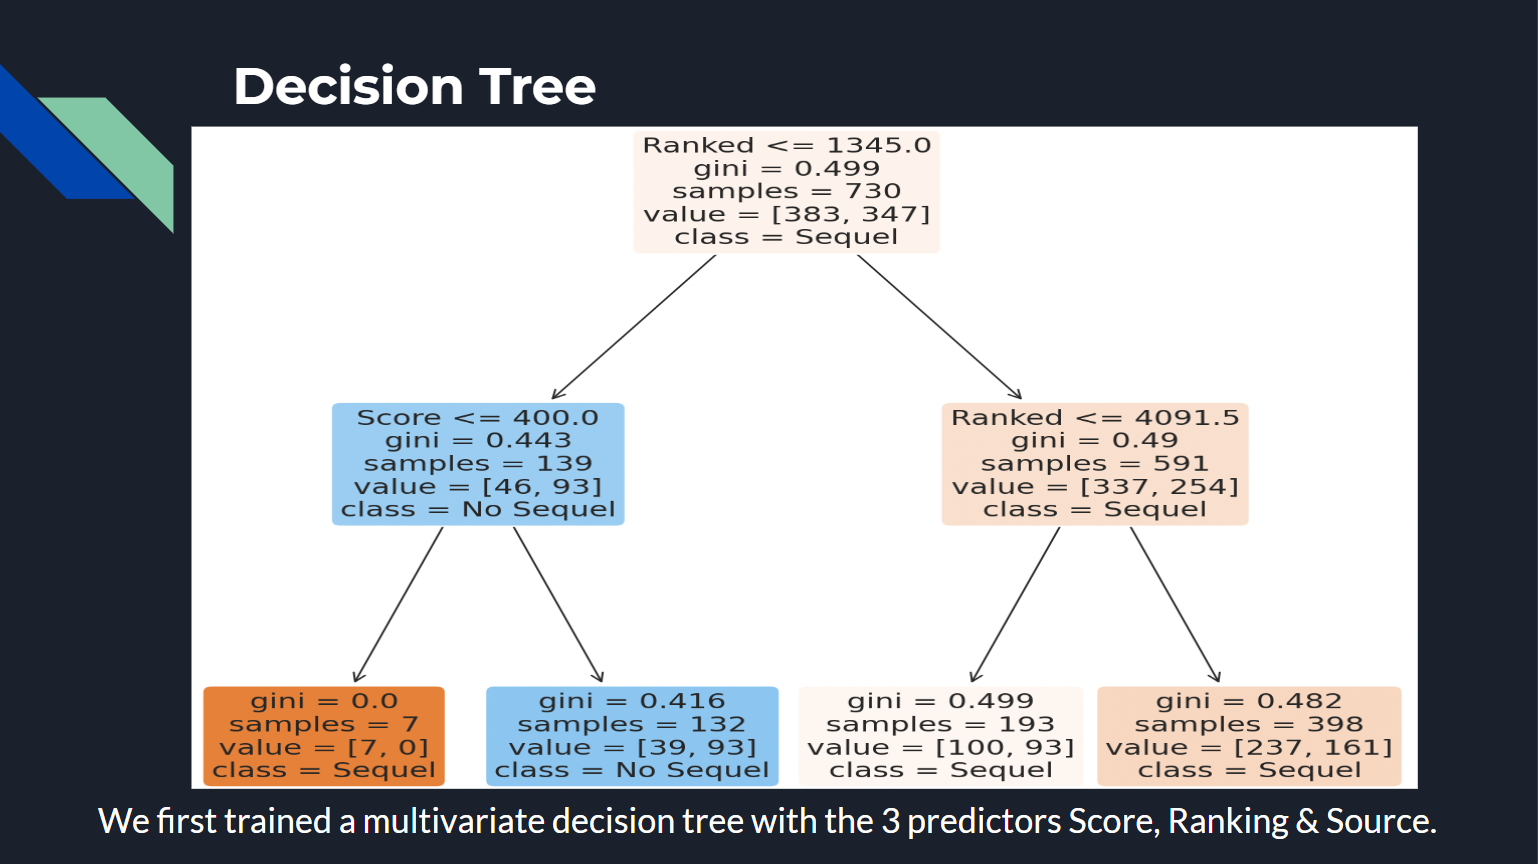 Decision Tree
Ranked <= 1345.0
gini = 0.499
samples = 730
value = [383, 347]
class = Sequel
Score <= 400.0
gini = 0.443
samples = 139
value = [46, 93]
class = No Sequel
Ranked <= 4091.5
gini = 0.49
samples = 591
value = [337, 254]
class = Sequel
gini = 0.0
samples = 7
value = [7, 0]
class = Sequel
gini = 0.416
samples = 132
value = [39, 93]
class = No Sequel
gini = 0.499
samples = 193
value = [100, 93]
class = Sequel
gini = 0.482
samples = 398
value = [237, 161]
class = Sequel
We first trained a multivariate decision tree with the 3 predictors Score, Ranking & Source.